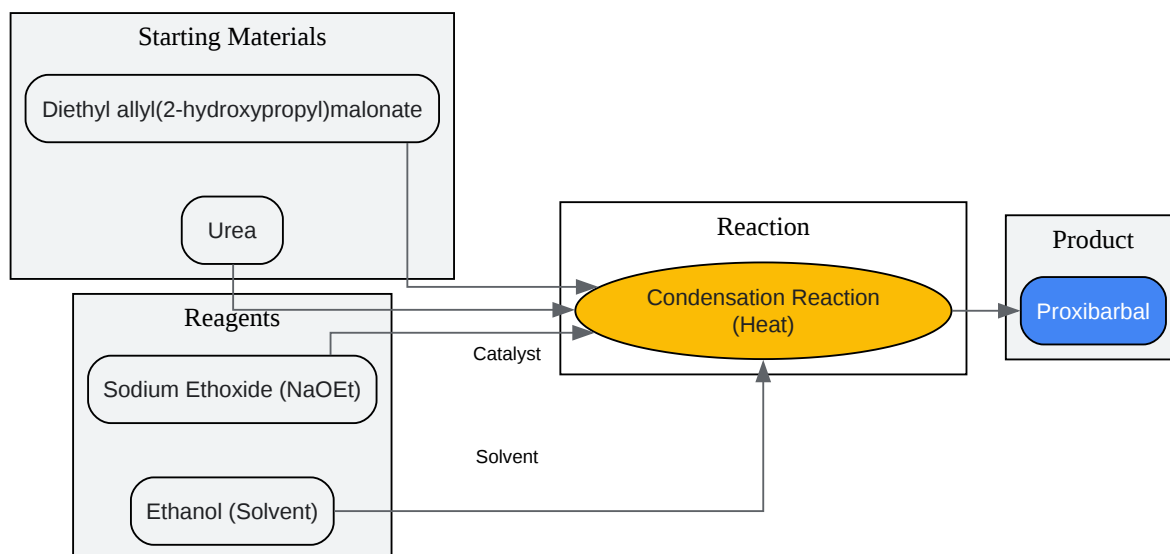 Starting Materials
Diethyl allyl(2-hydroxypropyl)malonate
Urea
Reagents
Sodium Ethoxide (NaOEt)
Ethanol (Solvent)
Catalyst
Solvent
Reaction
Condensation Reaction
(Heat)
Product
Proxibarbal